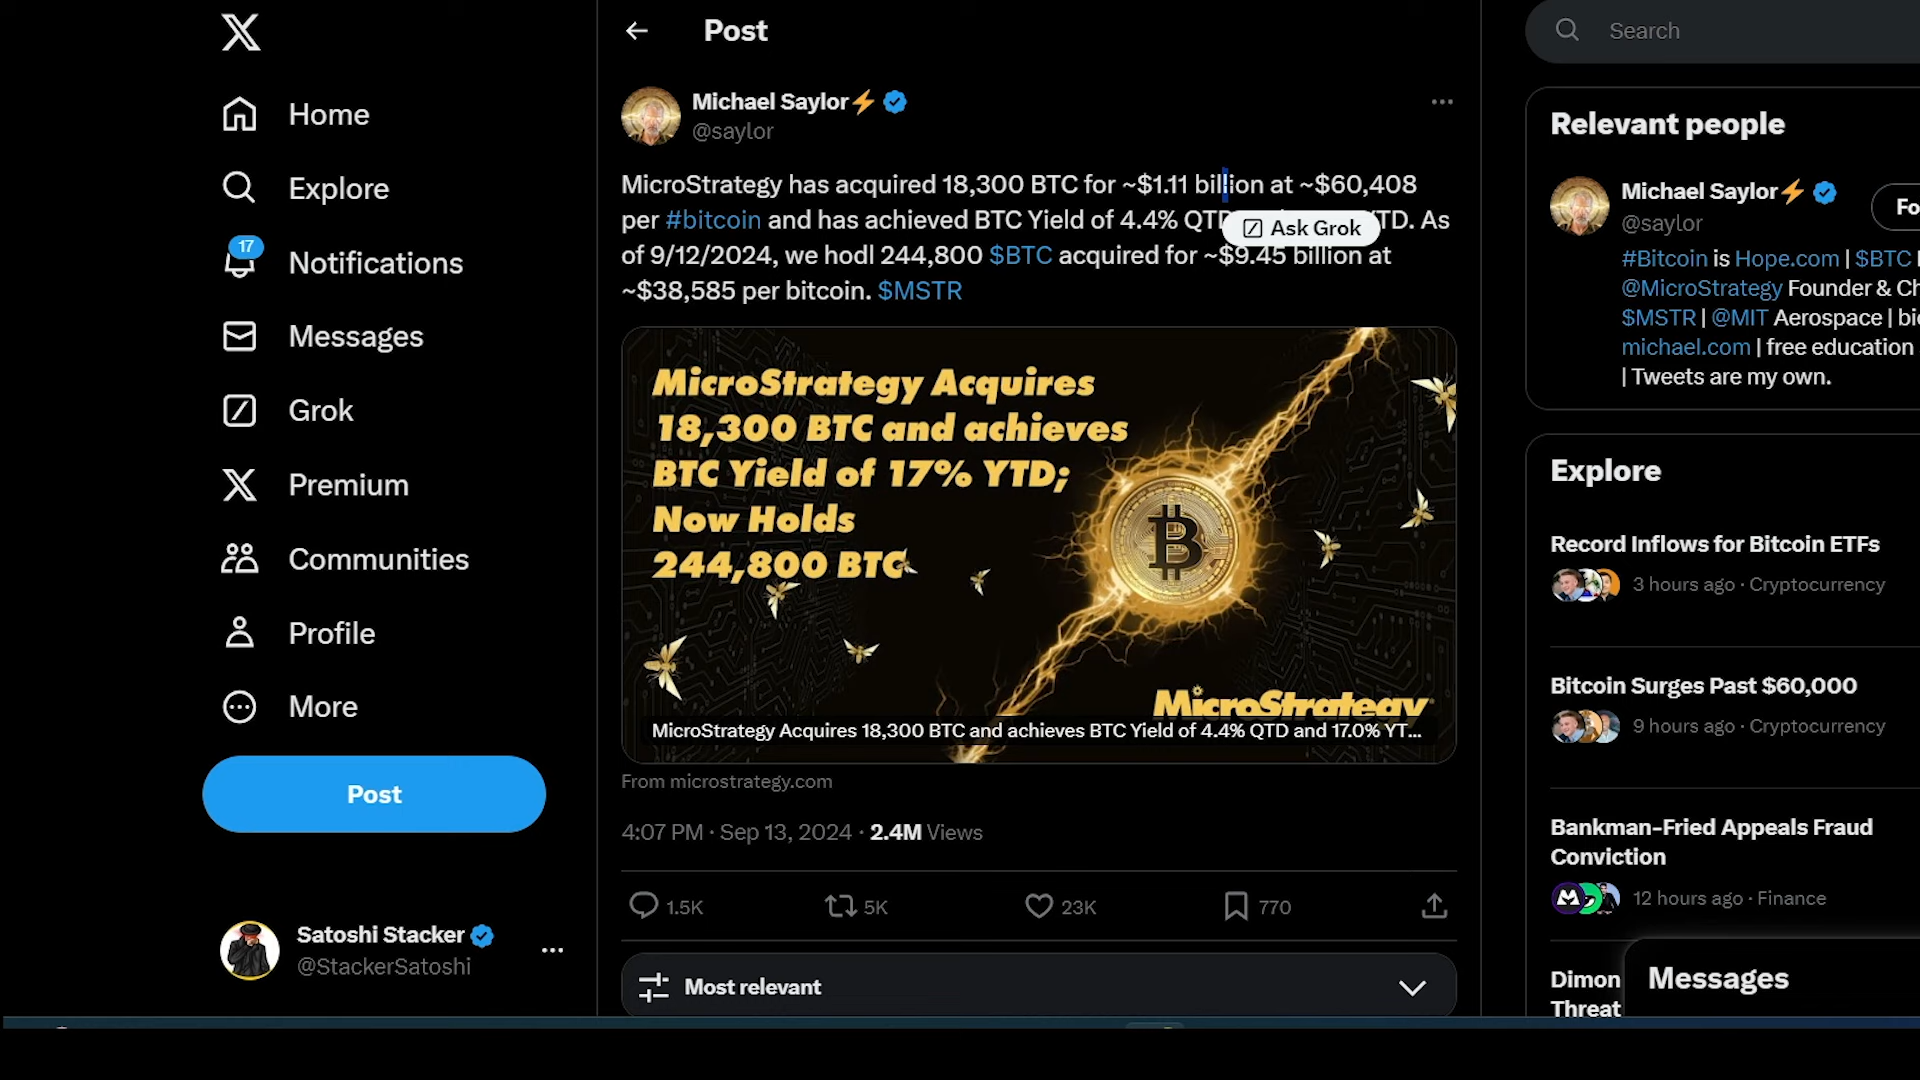 Home
Explore
17
Notifications
Messages
Grok
Premium
Communities
Profile
More
Post
Satoshi Stacker
@StackerSatoshi
Post
Michael Saylor⚡
@saylor
MicroStrategy has acquired 18,300 BTC for ~$1.11 billion at ~$60,408
per #bitcoin and has achieved BTC Yield of 4.4% QTD TD. As
Ask Grok
of 9/12/2024, we hodl 244,800 $BTC acquired for ~$9.45 billion at
~$38,585 per bitcoin. $MSTR
MicroStrategy Acquires
18,300 BTC and achieves
BTC Yield of 17% YTD;
Now Holds
244,800 BTC
MicroStrategy
MicroStrategy Acquires 18,300 BTC and achieves BTC Yield of 4.4% QTD and 17.0% YT...
From microstrategy.com
4:07 PM · Sep 13, 2024 · 2.4M Views
1.5K 5K 23K 770
Most relevant
Search
Relevant people
Michael Saylor⚡
Fo
@saylor
#Bitcoin is Hope.com | $BTC
@MicroStrategy Founder & Ch
$MSTR | @MIT Aerospace | bi
michael.com | free education
| Tweets are my own.
Explore
Record Inflows for Bitcoin ETFs
3 hours ago · Cryptocurrency
Bitcoin Surges Past $60,000
9 hours ago · Cryptocurrency
Bankman-Fried Appeals Fraud
Conviction
12 hours ago · Finance
Dimon
Threat
Messages